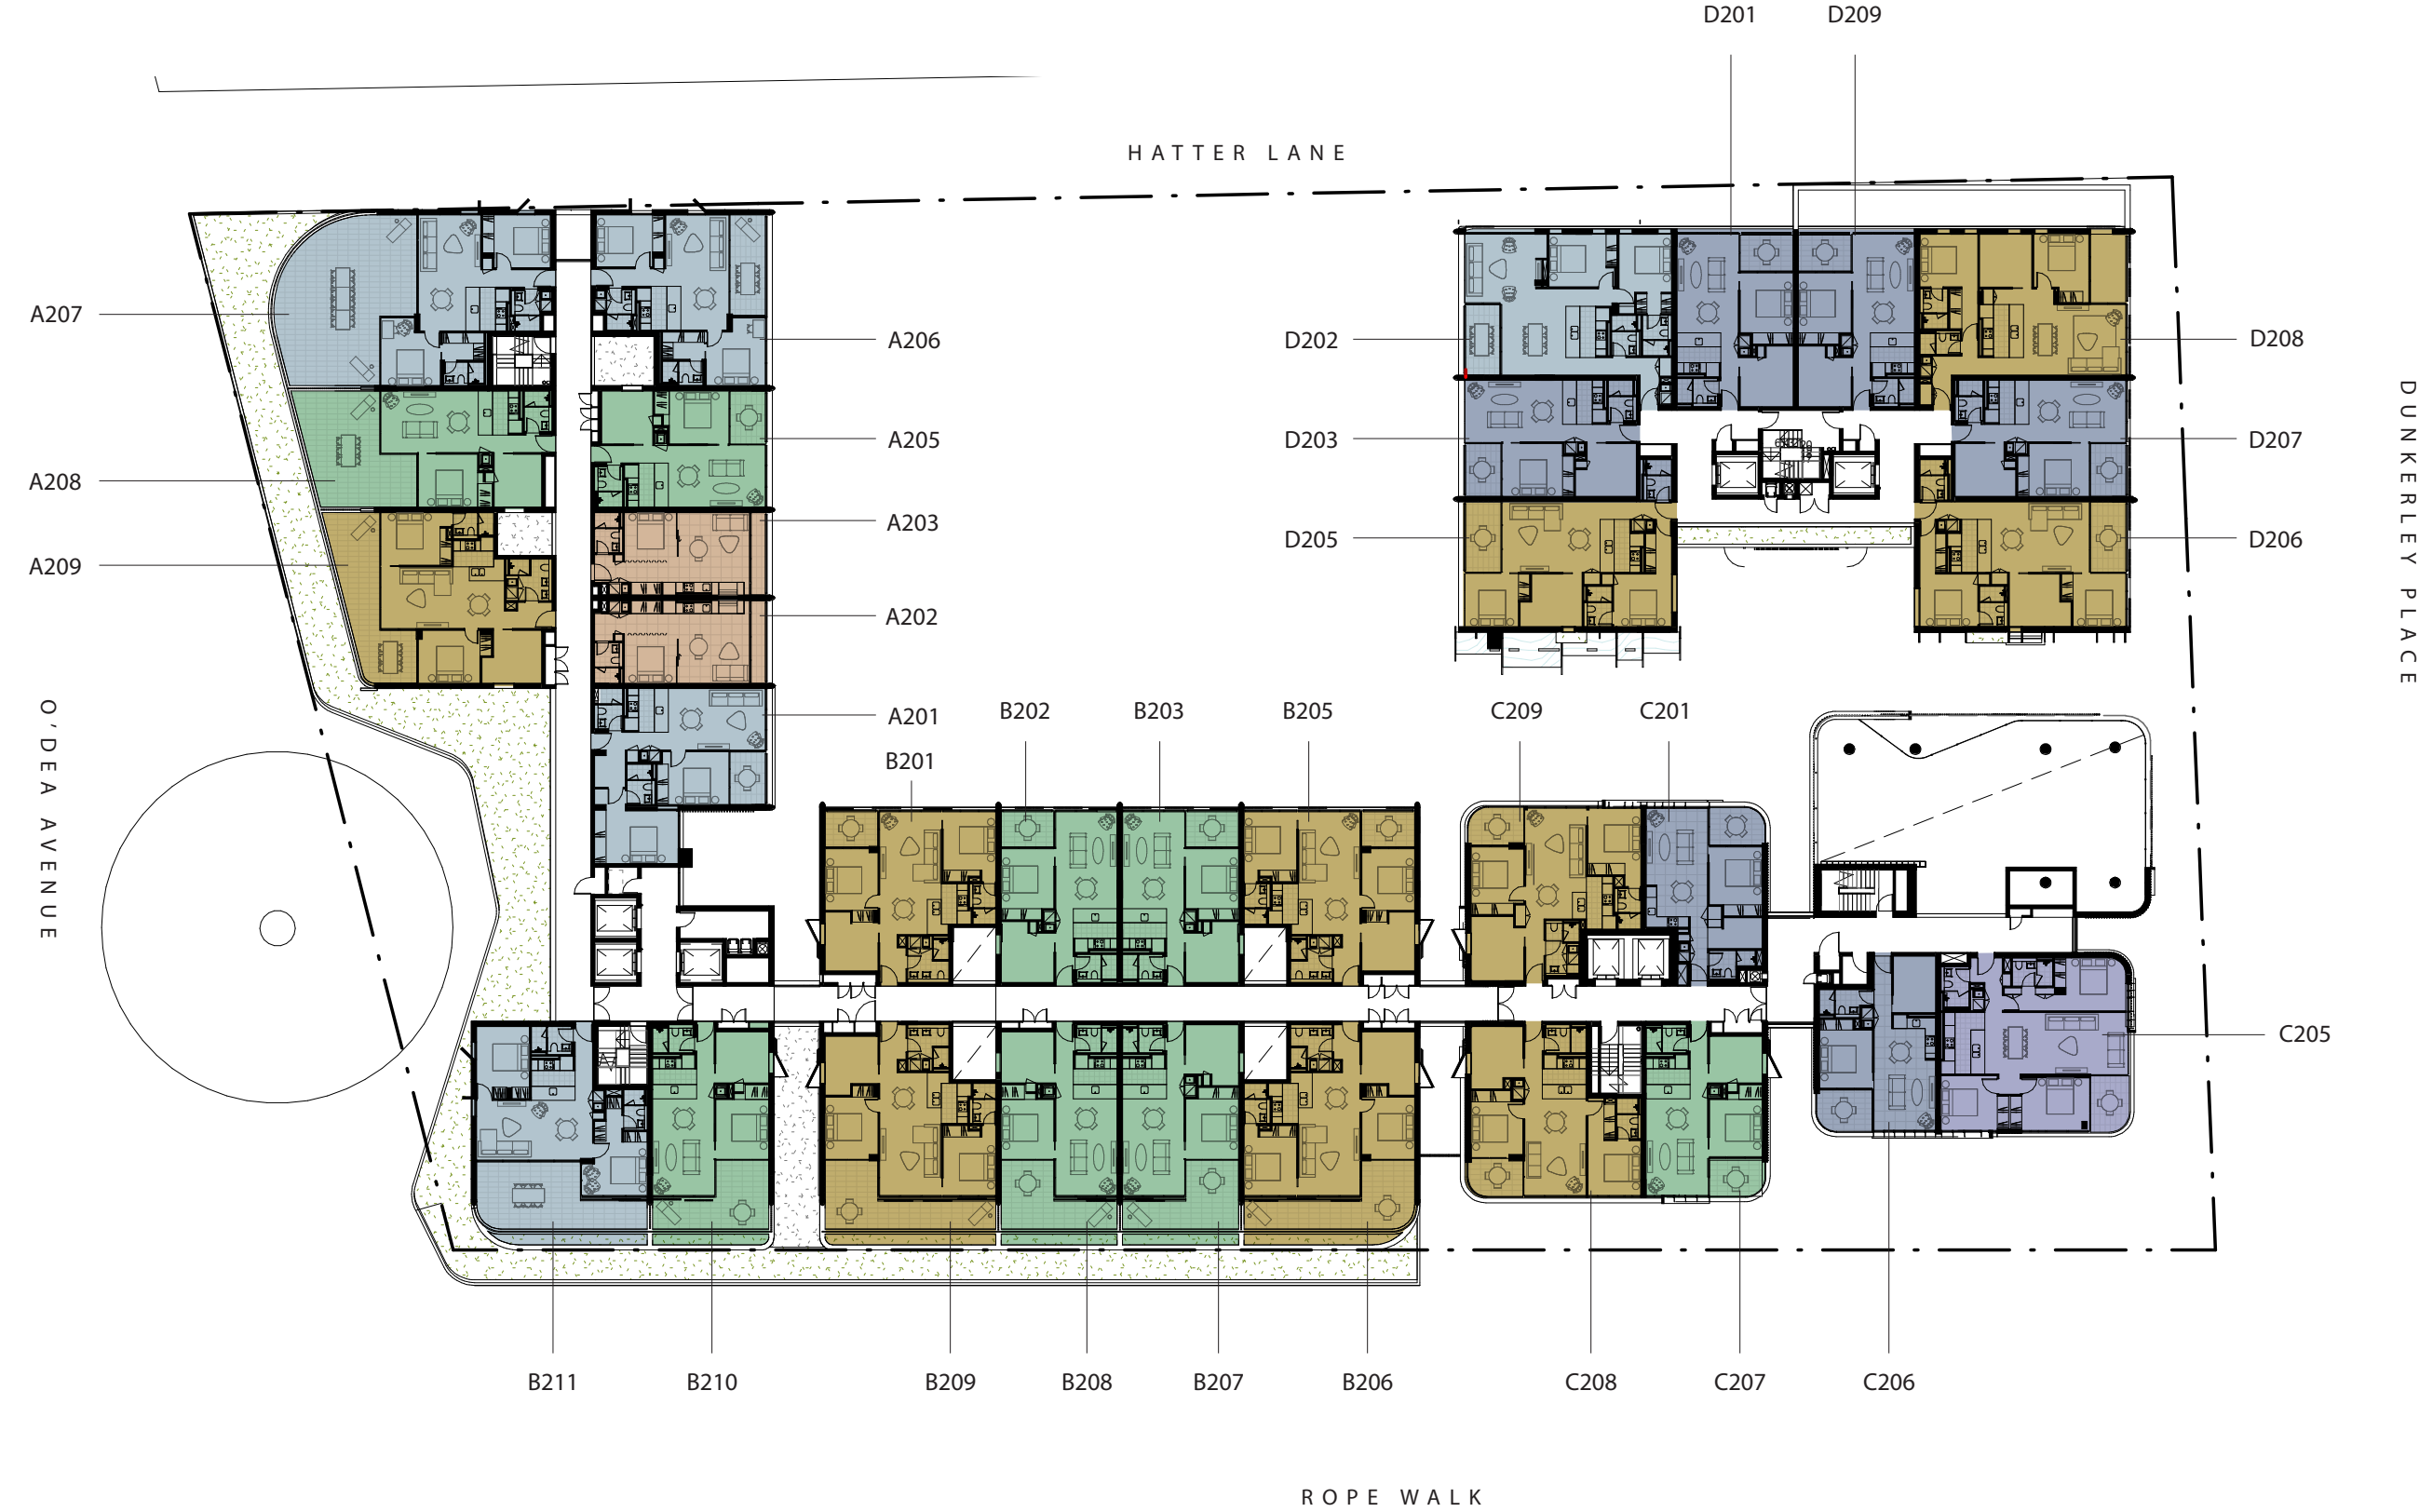 D201 D209
HATTER LANE
A207
A206
D202
D208
A205
D203
D207
A208
A203
D205
D206
A209
A202
DUNKERLEY PLACE
A201
B202
B203
B205
C209
C201
B201
O'DEA AVENUE
C205
B211
B210
B209
B208
B207
B206
C208
C207
C206
ROPE WALK